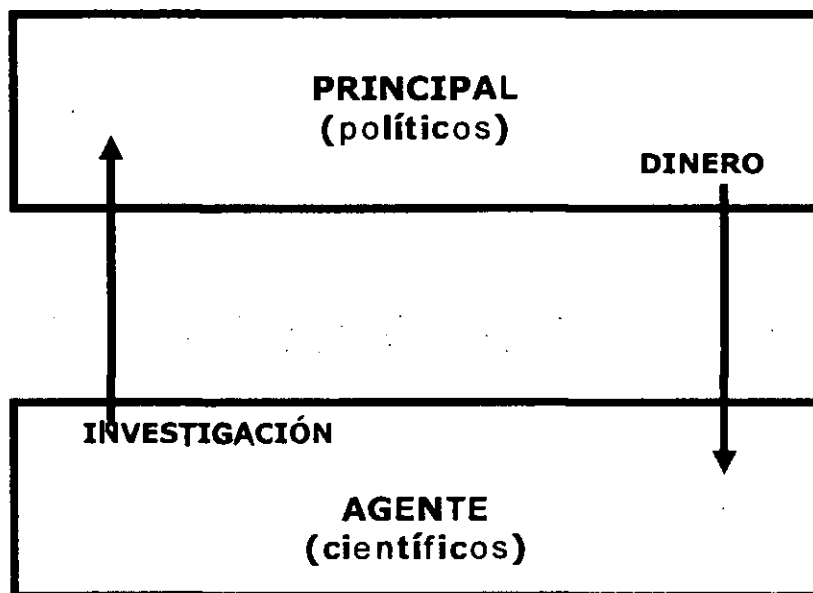 PRINCIPAL
(políticos)
DINERO
INVESTIGACIÓN
AGENTE
(científicos)